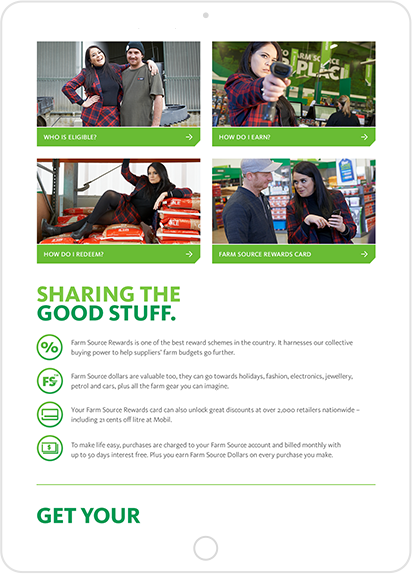 WHO IS ELIGIBLE?
HOW DO I EARN?
HOW DO I REDEEM?
FARM SOURCE REWARDS CARD
SHARING THE
GOOD STUFF.
%
Farm Source Rewards is one of the best reward schemes in the country. It harnesses our collective
buying power to help suppliers' farm budgets go further.
FS
Farm Source dollars are valuable too, they can go towards holidays, fashion, electronics, jewellery,
petrol and cars, plus all the farm gear you can imagine.
Your Farm Source Rewards card can also unlock great discounts at over 2,000 retailers nationwide –
including 21 cents off litre at Mobil.
$
To make life easy, purchases are charged to your Farm Source account and billed monthly with
up to 50 days interest free. Plus you earn Farm Source Dollars on every purchase you make.
GET YOUR